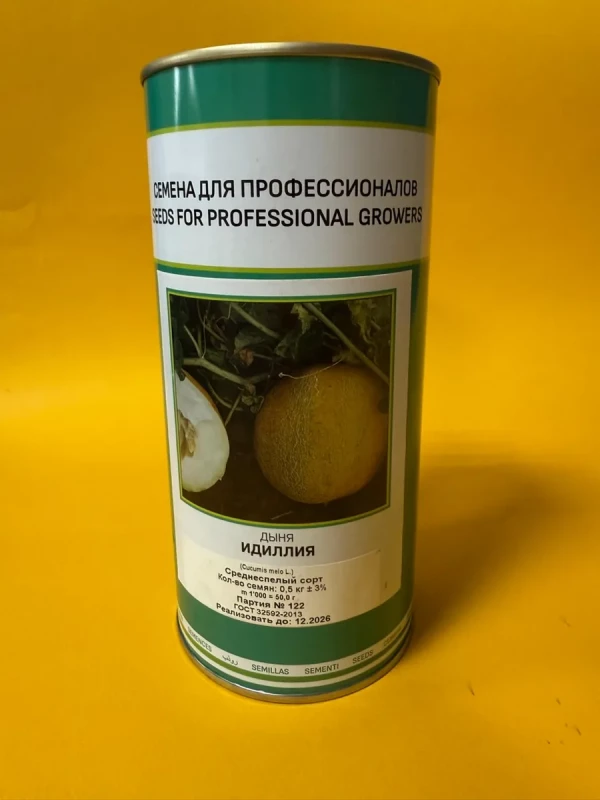 СЕМЕНА ДЛЯ ПРОФЕССИОНАЛОВ
SEEDS FOR PROFESSIONAL GROWERS
ДЫНЯ
ИДИЛЛИЯ
(Cucumis melo L.)
Среднеспелый сорт
Кол-во семян: 0,5 кг ± 3%
m 1'000 = 50,0 г
Партия № 122
ГОСТ 32592-2013
Реализовать до: 12.2026
SEMILLAS SEMENTI SEEDS